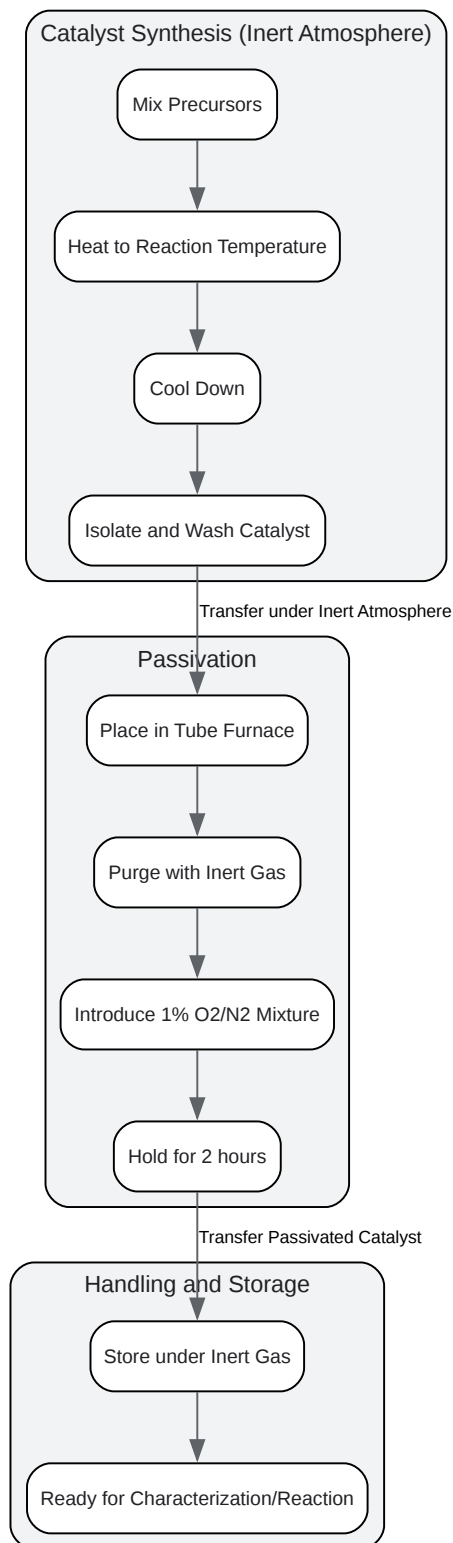 Catalyst Synthesis (Inert Atmosphere)
Mix Precursors
Heat to Reaction Temperature
Cool Down
Isolate and Wash Catalyst
Transfer under Inert Atmosphere
Passivation
Place in Tube Furnace
Purge with Inert Gas
Introduce 1% O2/N2 Mixture
Hold for 2 hours
Transfer Passivated Catalyst
Handling and Storage
Store under Inert Gas
Ready for Characterization/Reaction